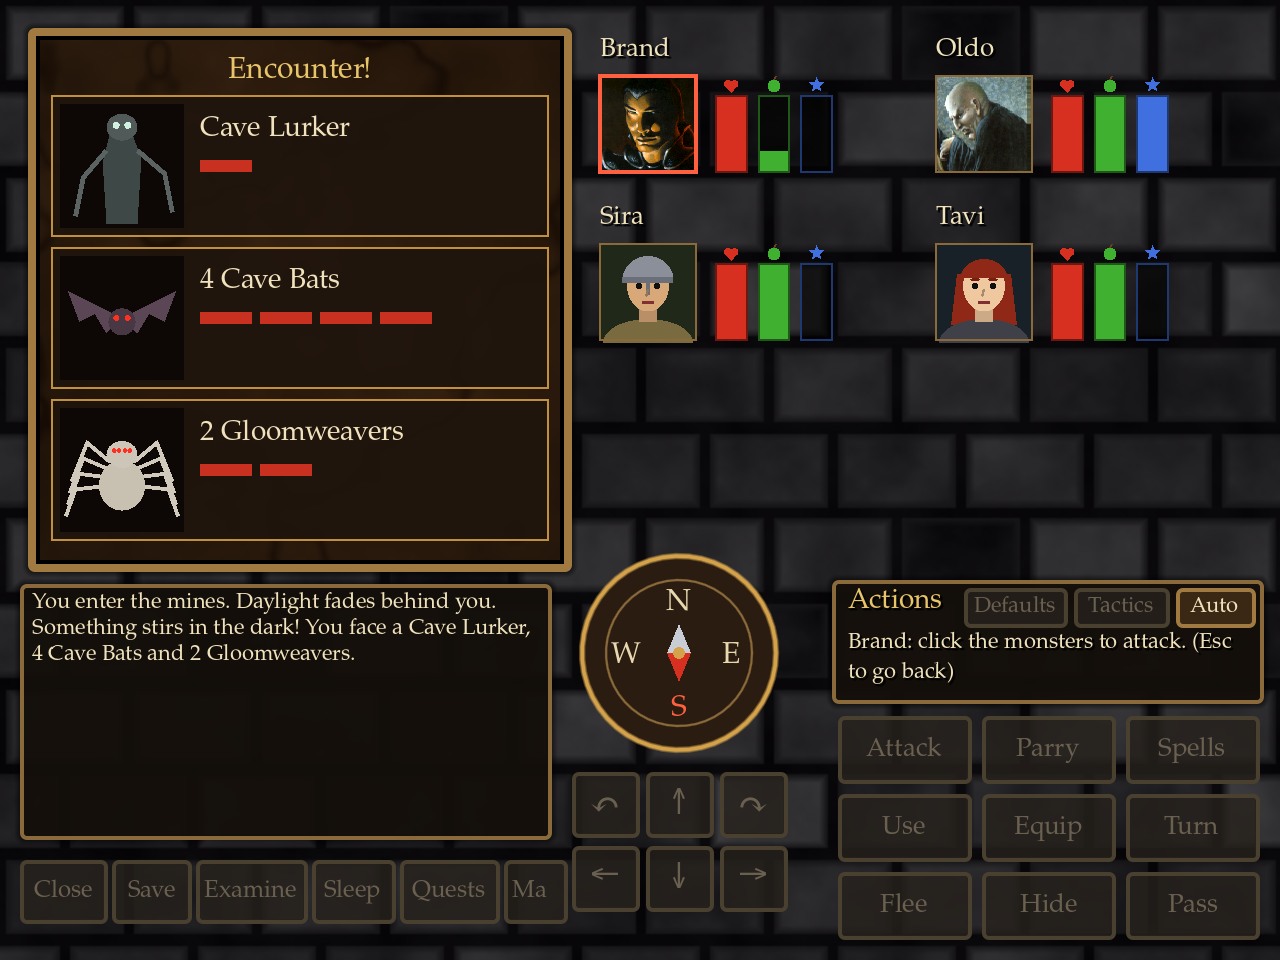 Encounter!
Cave Lurker
4 Cave Bats
2 Gloomweavers
Brand
Oldo
Sira
Tavi
You enter the mines. Daylight fades behind you.
Something stirs in the dark! You face a Cave Lurker,
4 Cave Bats and 2 Gloomweavers.
N
W
E
S
Actions
Defaults
Tactics
Auto
Brand: click the monsters to attack. (Esc
to go back)
Attack
Parry
Spells
Use
Equip
Turn
Flee
Hide
Pass
Close
Save
Examine
Sleep
Quests
Ma